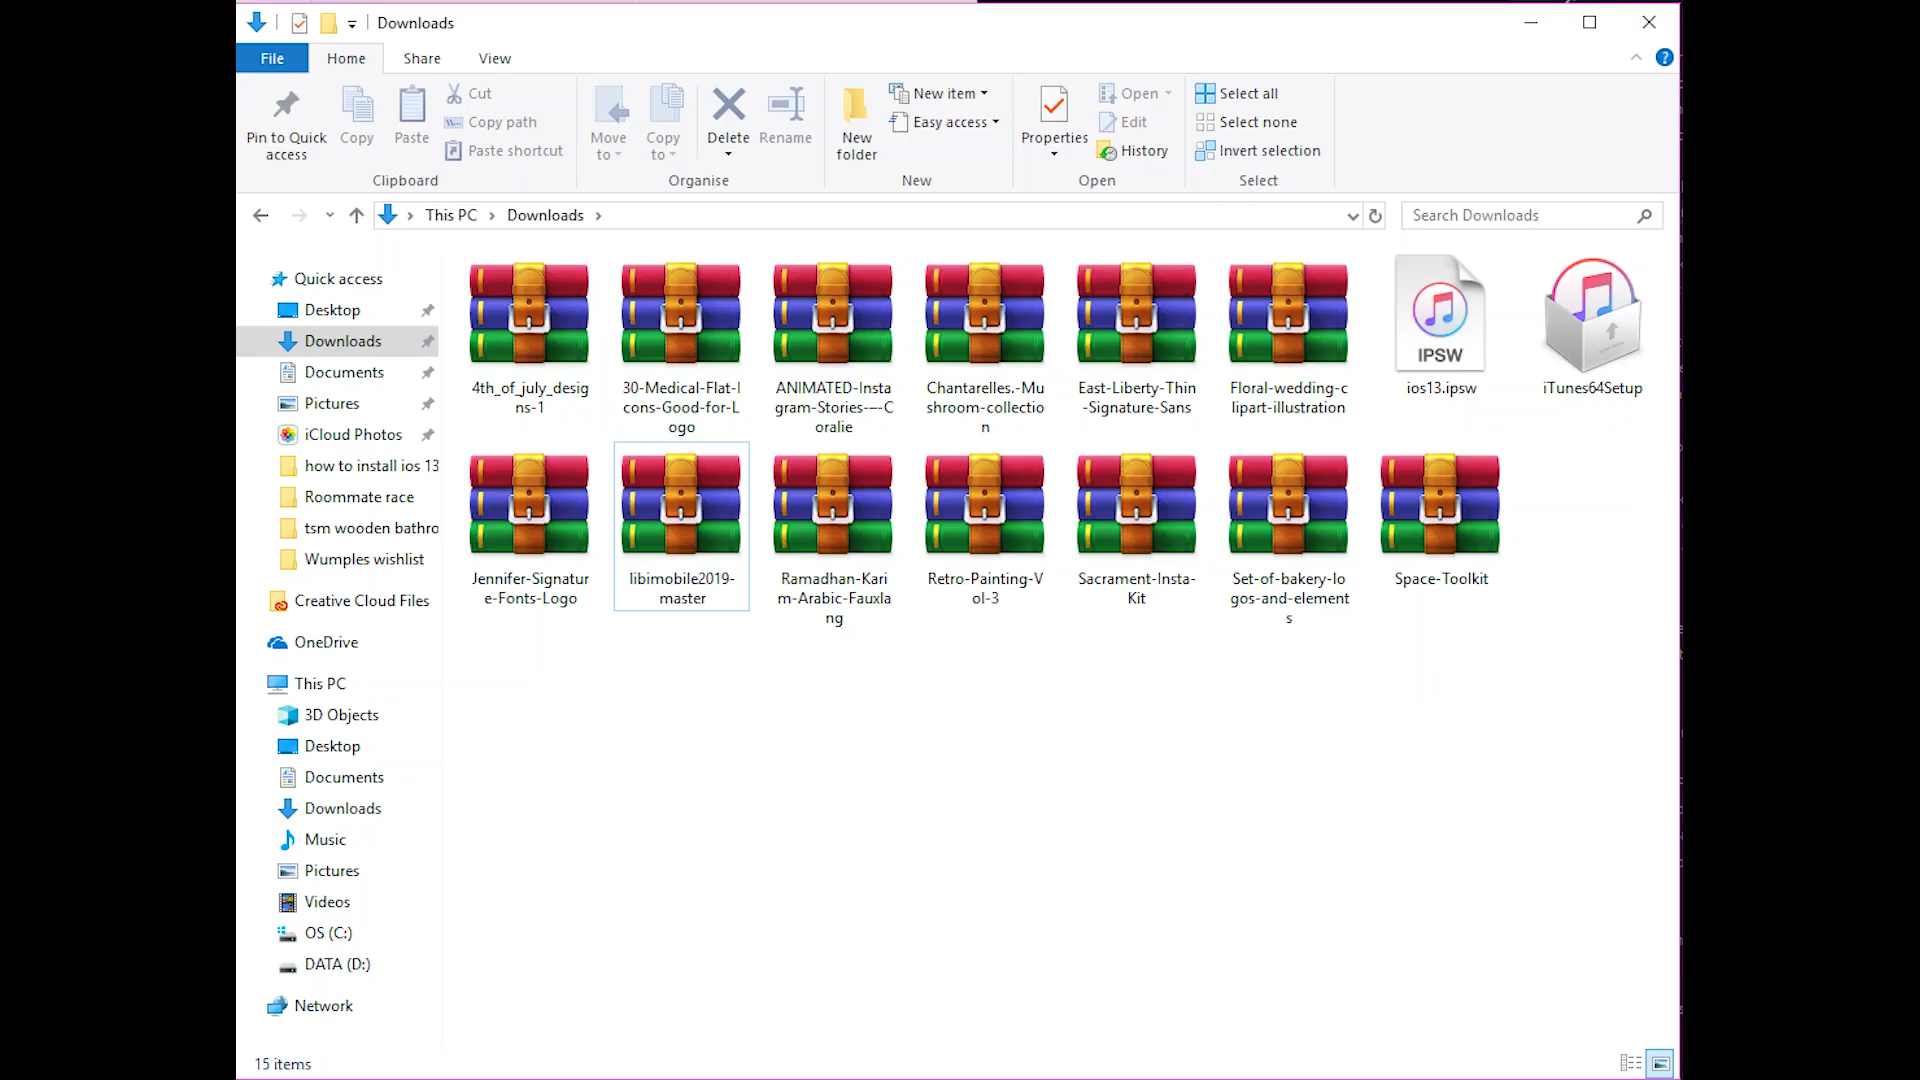 Downloads
File
Home
Share
View
Pin to Quick
access
Copy
Paste
Cut
Copy path
Paste shortcut
Clipboard
Move
to
Copy
to
Delete
Rename
Organise
New
folder
New item
Easy access
New
Properties
Open
Edit
History
Open
Select all
Select none
Invert selection
Select
This PC
Downloads
Search Downloads
Quick access
Desktop
Downloads
Documents
Pictures
iCloud Photos
how to install ios 13
Roommate race
tsm wooden bathro
Wumples wishlist
Creative Cloud Files
OneDrive
This PC
3D Objects
Desktop
Documents
Downloads
Music
Pictures
Videos
OS (C:)
DATA (D:)
Network
4th_of_july_desig
ns-1
30-Medical-Flat-I
cons-Good-for-L
ogo
ANIMATED-Insta
gram-Stories-—-C
oralie
Chantarelles.-Mu
shroom-collectio
n
East-Liberty-Thin
-Signature-Sans
Floral-wedding-c
lipart-illustration
IPSW
ios13.ipsw
iTunes64Setup
Jennifer-Signatur
e-Fonts-Logo
libimobile2019-
master
Ramadhan-Kari
m-Arabic-Fauxla
ng
Retro-Painting-V
ol-3
Sacrament-Insta-
Kit
Set-of-bakery-lo
gos-and-element
s
Space-Toolkit
15 items